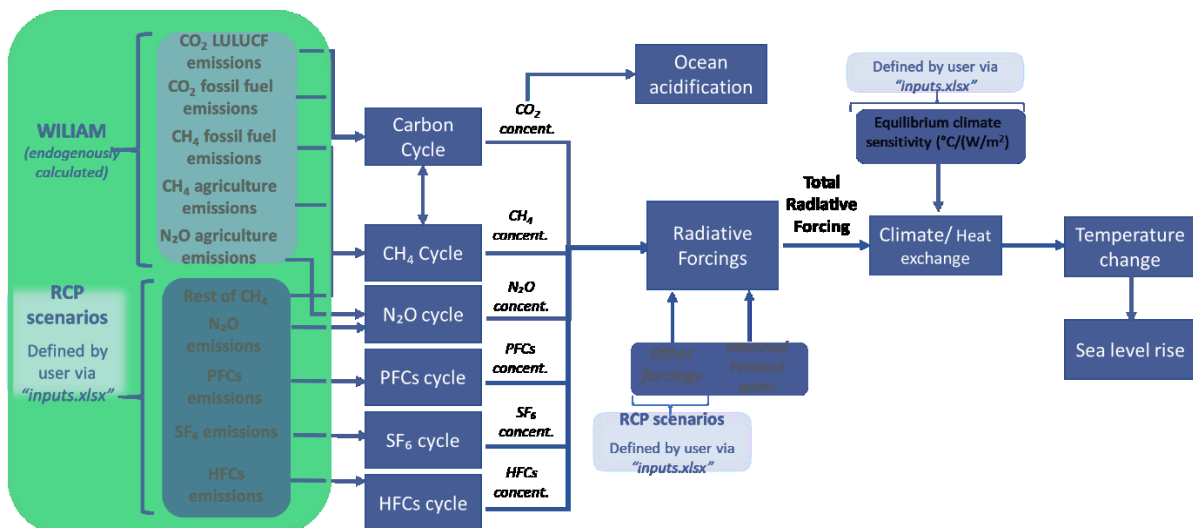 WILIAM
(endogenously
calculated)
CO₂ LULUCF
emissions
CO₂ fossil fuel
emissions
CH₄ fossil fuel
emissions
CH₄ agriculture
emissions
N₂O agriculture
emissions
RCP
scenarios
Defined by
user via
“inputs.xlsx”
Rest of CH₄
N₂O
emissions
PFCs
emissions
SF₆ emissions
HFCs
emissions
Carbon
Cycle
CH₄ Cycle
N₂O cycle
PFCs cycle
SF₆ cycle
HFCs cycle
CO₂
concent.
CH₄
concent.
N₂O
concent.
PFCs
concent.
SF₆
concent.
HFCs
concent.
Ocean
acidification
Radiative
Forcings
Other
forcings
Montreal
Protocol
gases
RCP scenarios
Defined by user via
“inputs.xlsx”
Total
Radiative
Forcing
Defined by user via
“inputs.xlsx”
Equilibrium climate
sensitivity (°C/(W/m²)
Climate/ Heat
exchange
Temperature
change
Sea level rise